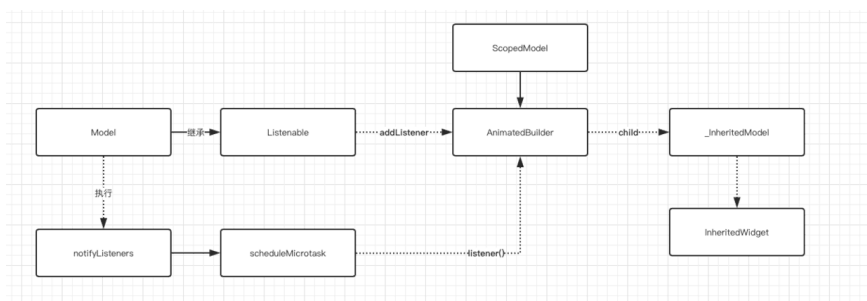 ScopedModel
Model
继承
Listenable
addListener
AnimatedBuilder
child
_InheritedModel
执行
InheritedWidget
notifyListeners
scheduleMicrotask
listener()